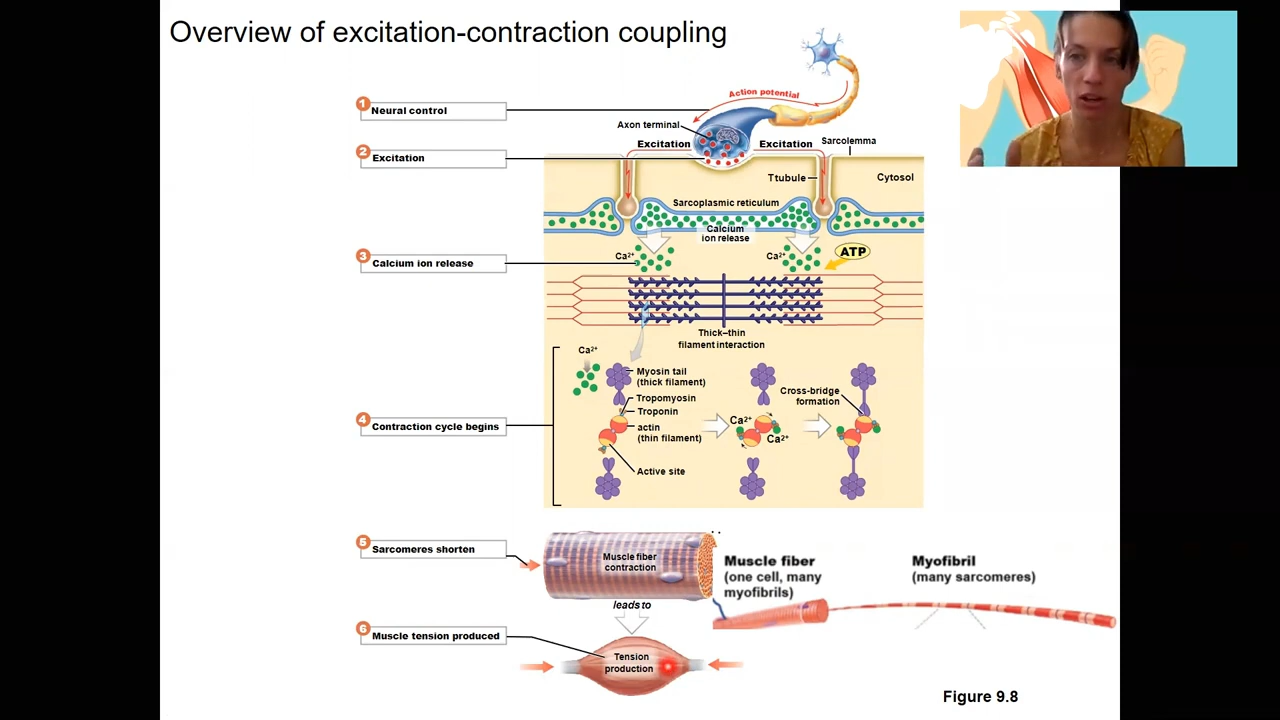 Overview of excitation-contraction coupling
Action potential
1 Neural control
Axon terminal
Sarcolemma
Excitation
Excitation
2 Excitation
T tubule
Cytosol
Sarcoplasmic reticulum
Calcium
ion release
ATP
Ca2+
Ca2+
3 Calcium ion release
Thick–thin
filament interaction
Ca2+
Myosin tail
(thick filament)
Cross-bridge
formation
Tropomyosin
Troponin
4 Contraction cycle begins
actin
(thin filament)
Ca2+
Ca2+
Active site
5 Sarcomeres shorten
Muscle fiber
contraction
Muscle fiber
(one cell, many
myofibrils)
Myofibril
(many sarcomeres)
leads to
6 Muscle tension produced
Tension
production
Figure 9.8